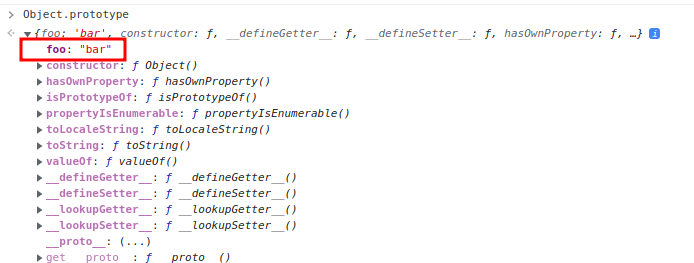 Object.prototype
{foo: 'bar', constructor: ƒ, __defineGetter__: ƒ, __defineSetter__: ƒ, hasOwnProperty: ƒ, …} i
foo: "bar"
constructor: ƒ Object()
hasOwnProperty: ƒ hasOwnProperty()
isPrototypeOf: ƒ isPrototypeOf()
propertyIsEnumerable: ƒ propertyIsEnumerable()
toLocaleString: ƒ toLocaleString()
toString: ƒ toString()
valueOf: ƒ valueOf()
__defineGetter__: ƒ __defineGetter__()
__defineSetter__: ƒ __defineSetter__()
__lookupGetter__: ƒ __lookupGetter__()
__lookupSetter__: ƒ __lookupSetter__()
__proto__: (...)
get __proto__: ƒ __proto__()